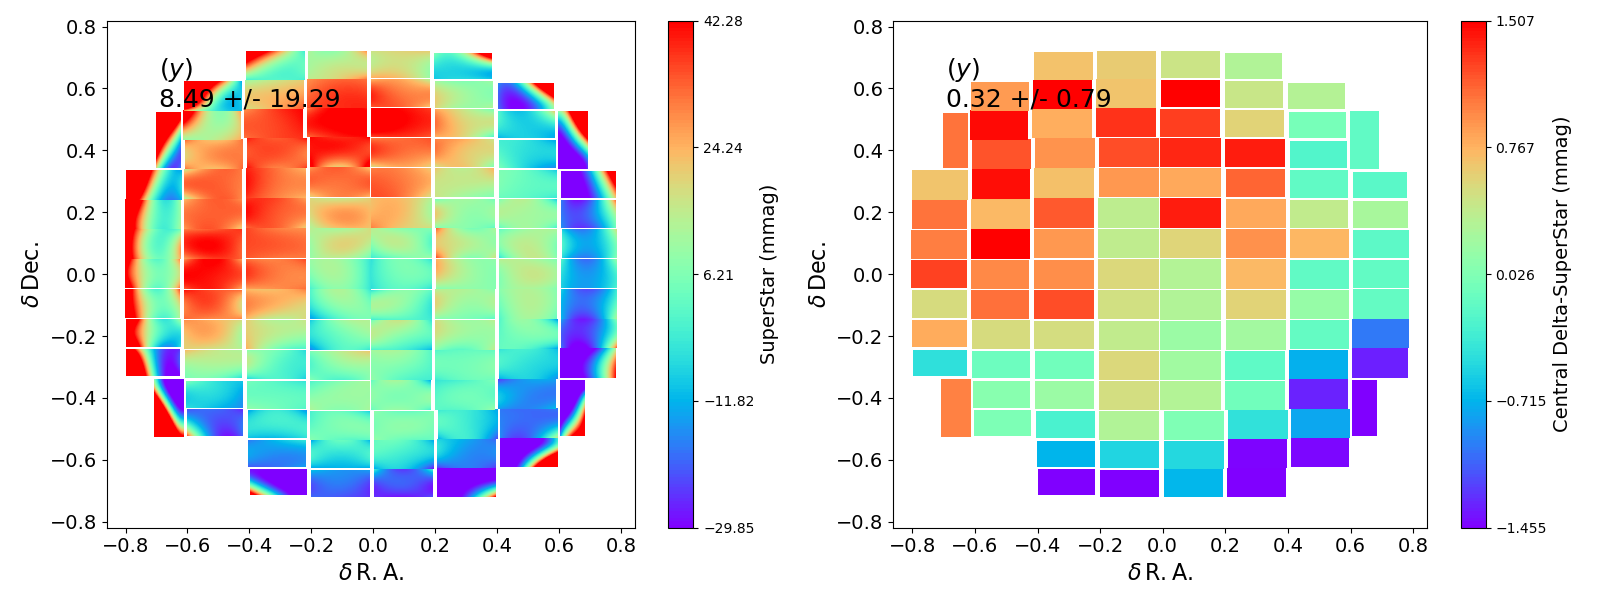 (y)
8.49 +/- 19.29
0.8
0.6
0.4
0.2
0.0
−0.2
−0.4
−0.6
−0.8
δ Dec.
−0.8 −0.6 −0.4 −0.2 0.0 0.2 0.4 0.6 0.8
δ R. A.
42.28
24.24
6.21
−11.82
−29.85
SuperStar (mmag)
(y)
0.32 +/- 0.79
0.8
0.6
0.4
0.2
0.0
−0.2
−0.4
−0.6
−0.8
δ Dec.
−0.8 −0.6 −0.4 −0.2 0.0 0.2 0.4 0.6 0.8
δ R. A.
1.507
0.767
0.026
−0.715
−1.455
Central Delta-SuperStar (mmag)